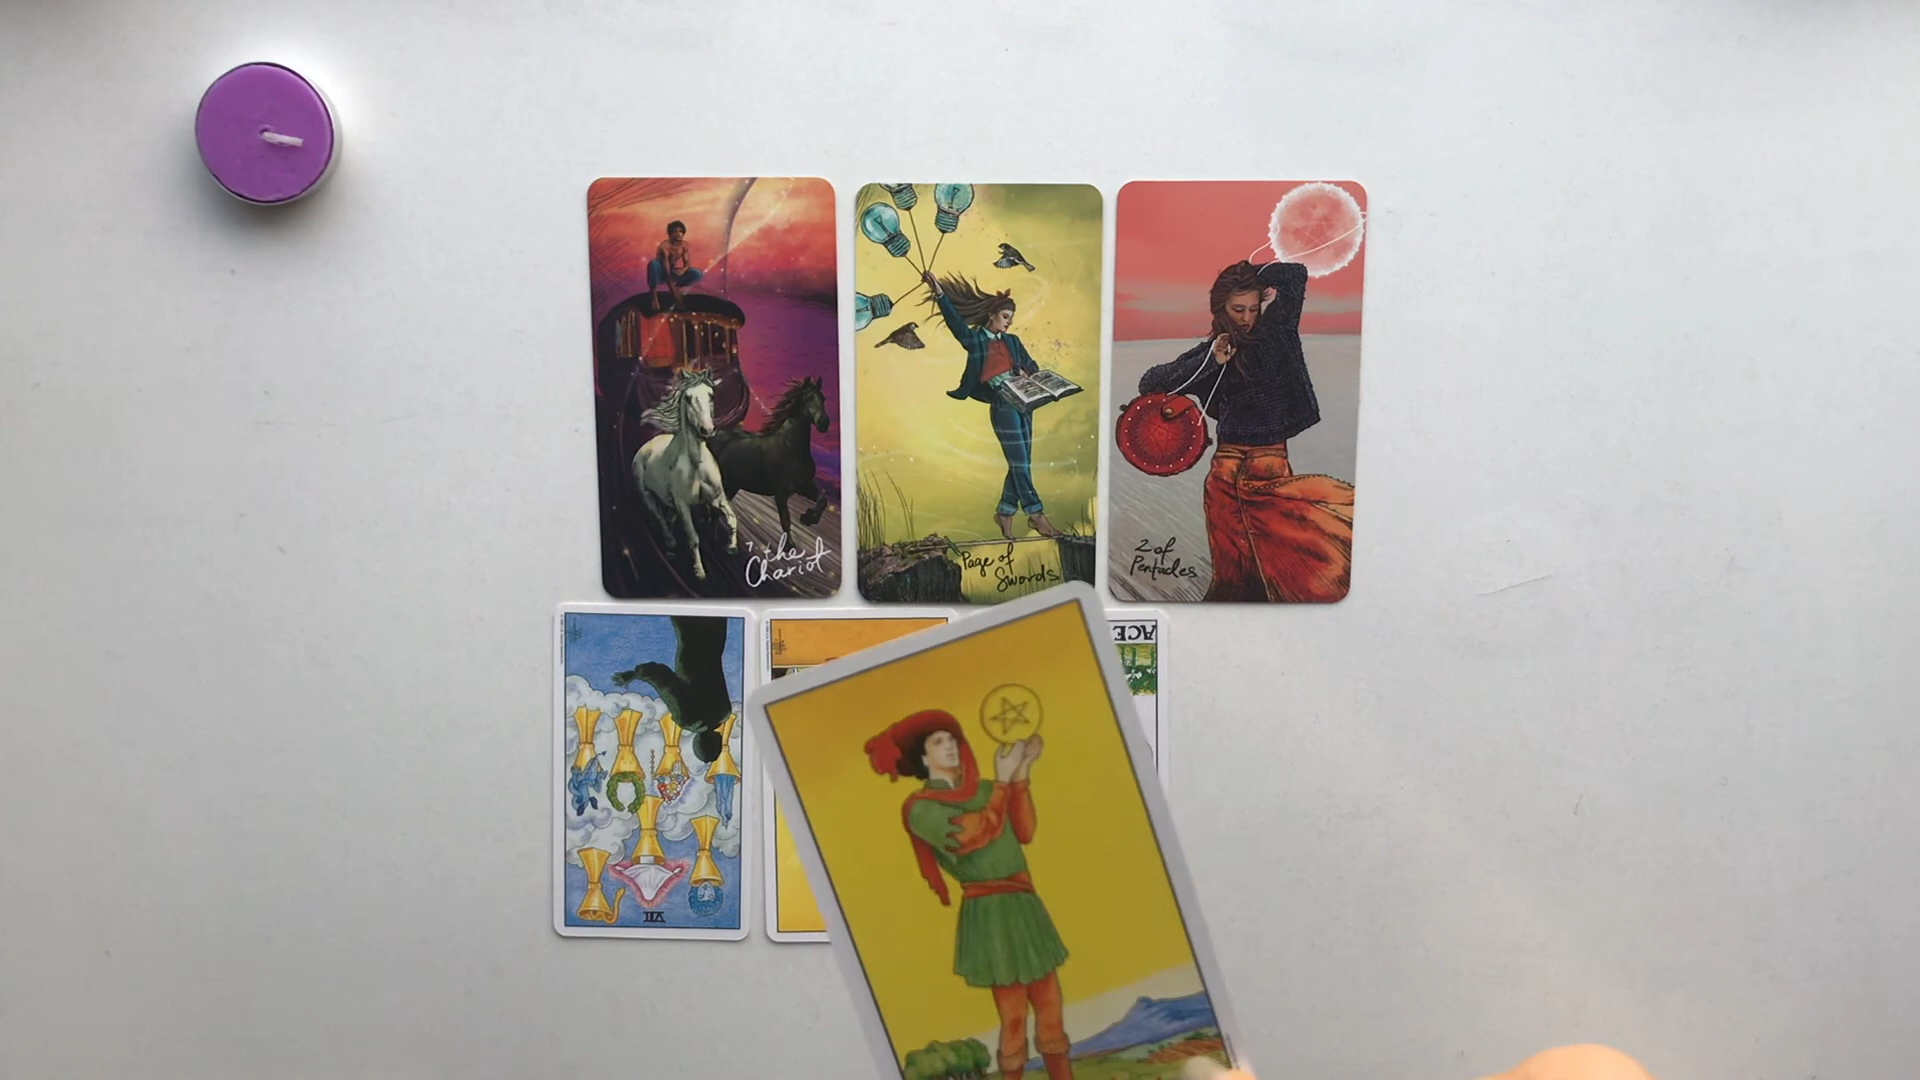 7 the
Chariot
Page of
Swords
2 of
Pentacles
ACE
VII